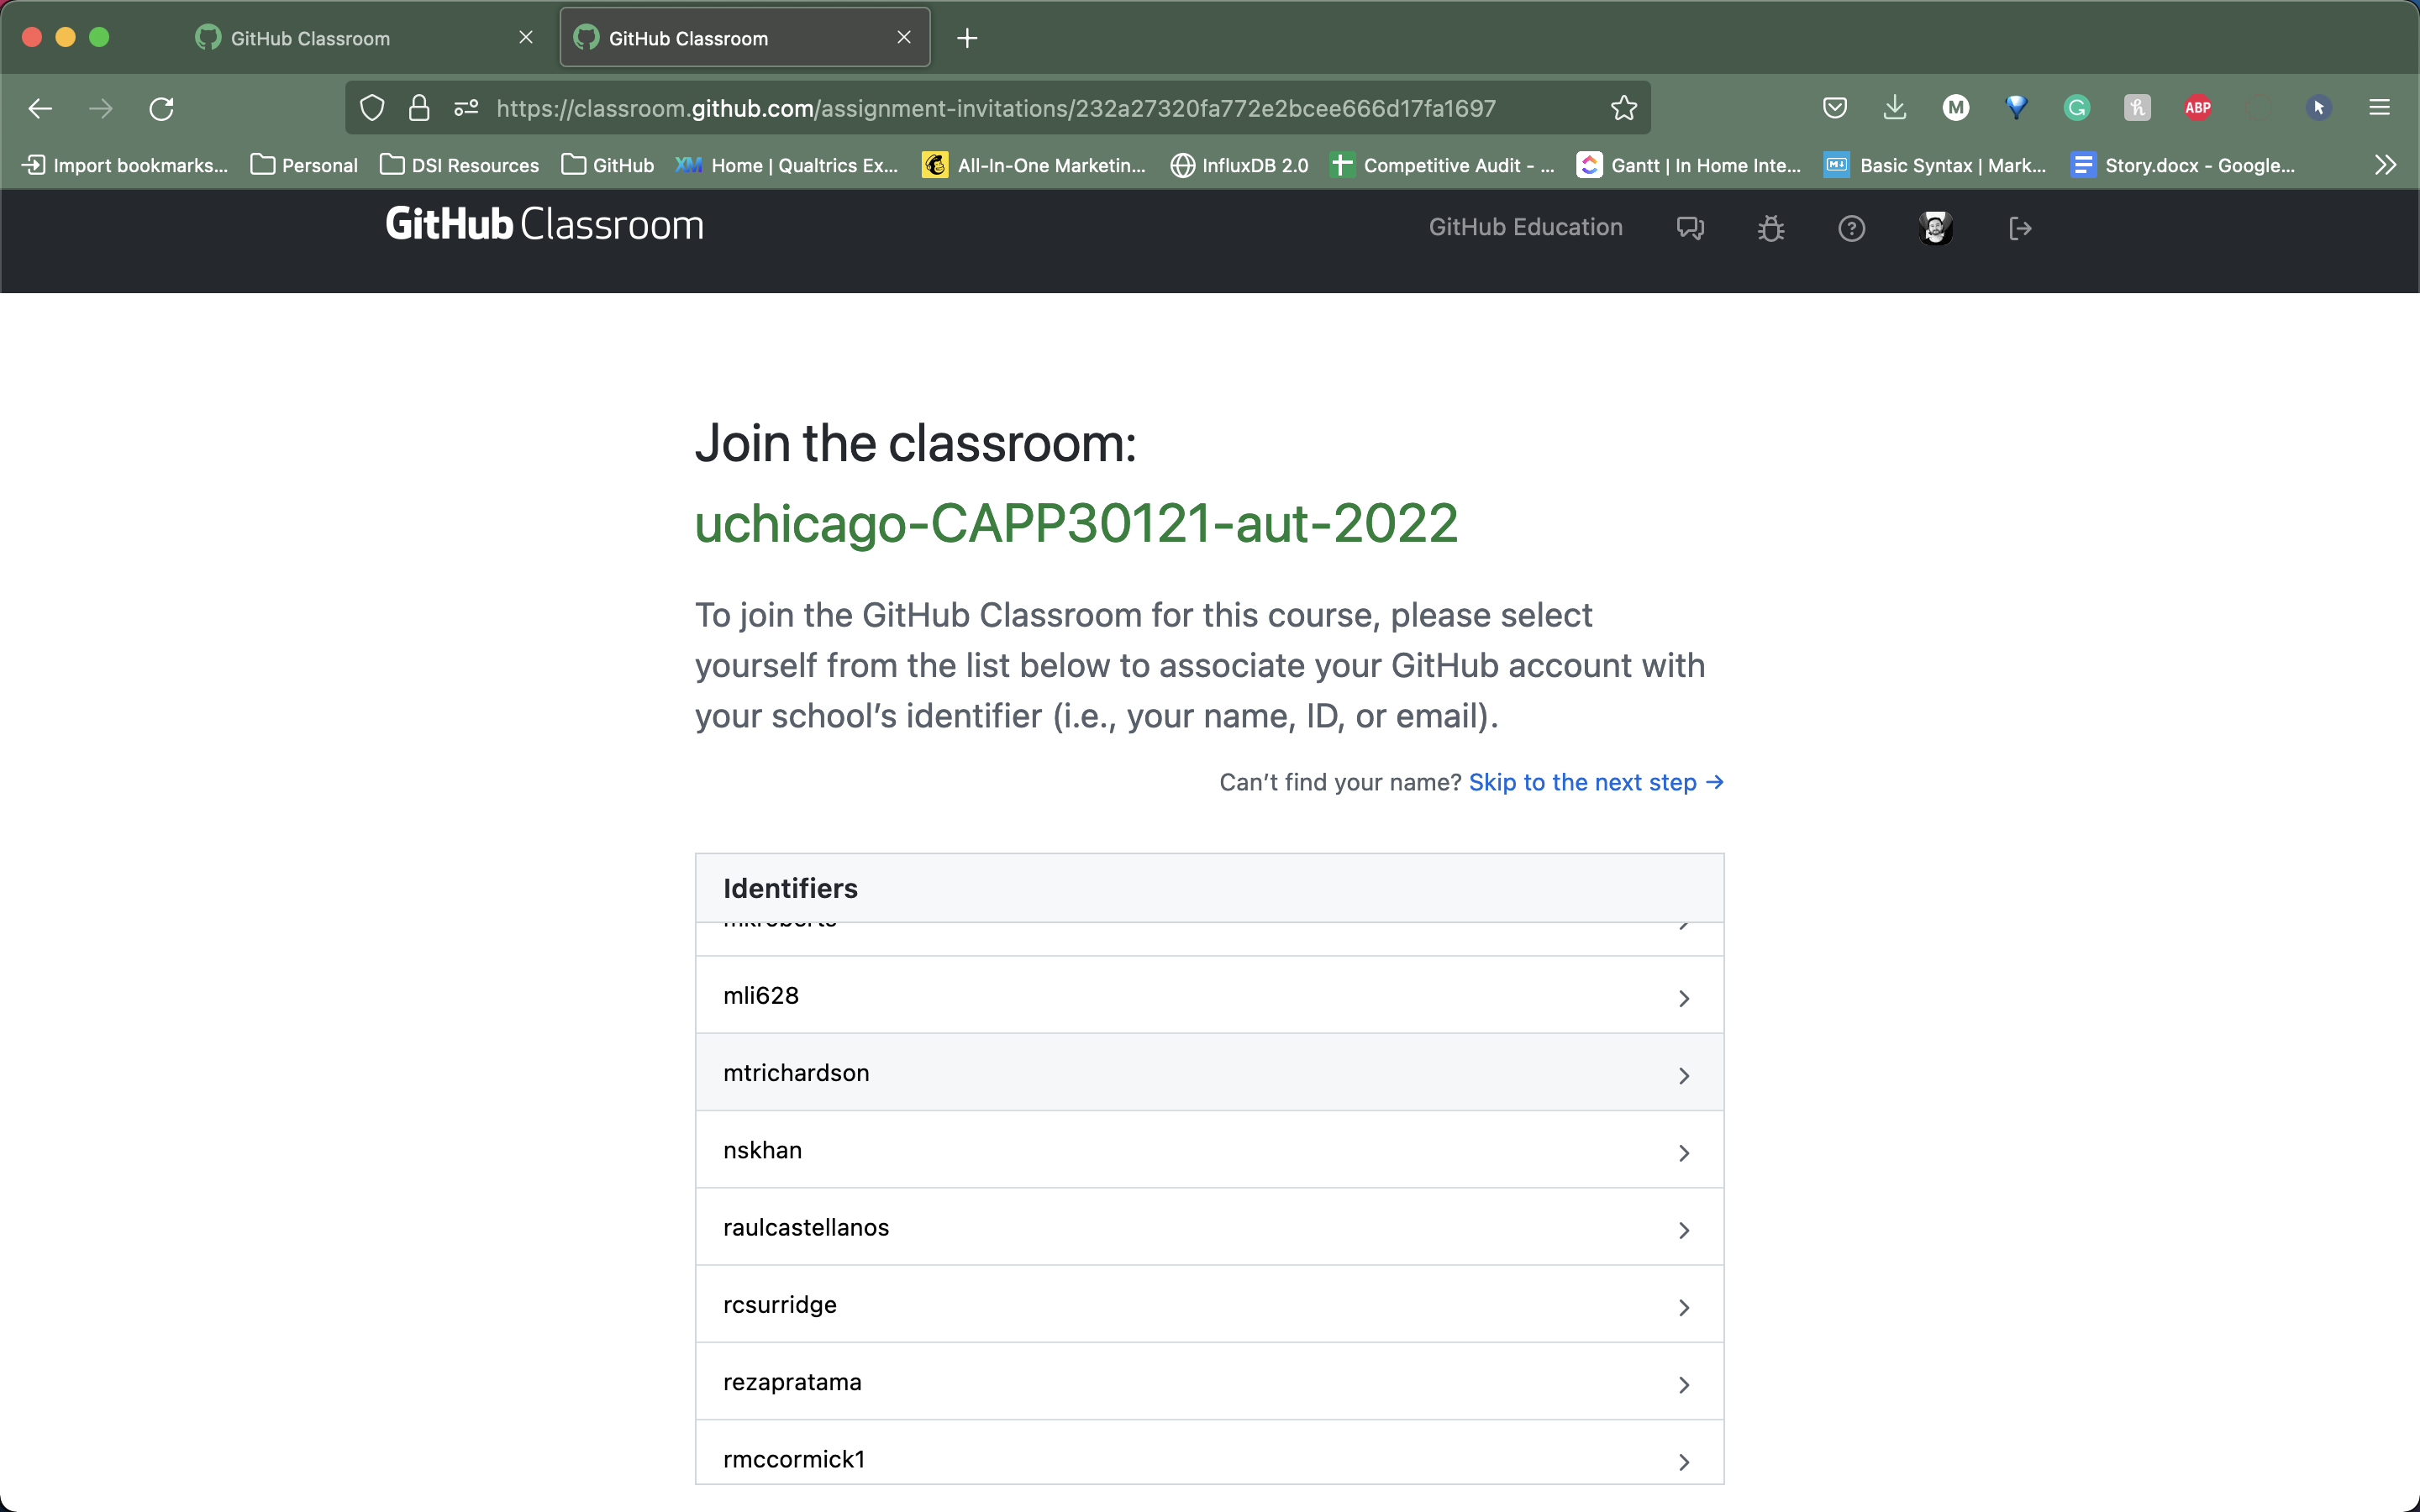 GitHub Classroom
GitHub Classroom
https://classroom.github.com/assignment-invitations/232a27320fa772e2bcee666d17fa1697
M
G
h
ABP
Import bookmarks...
Personal
DSI Resources
GitHub
XM Home | Qualtrics Ex...
All-In-One Marketin...
InfluxDB 2.0
Competitive Audit - ...
Gantt | In Home Inte...
Basic Syntax | Mark...
Story.docx - Google...
GitHub Classroom
GitHub Education
Join the classroom:
uchicago-CAPP30121-aut-2022
To join the GitHub Classroom for this course, please select
yourself from the list below to associate your GitHub account with
your school’s identifier (i.e., your name, ID, or email).
Can’t find your name? Skip to the next step →
Identifiers
mkroberts
mli628
mtrichardson
nskhan
raulcastellanos
rcsurridge
rezapratama
rmccormick1